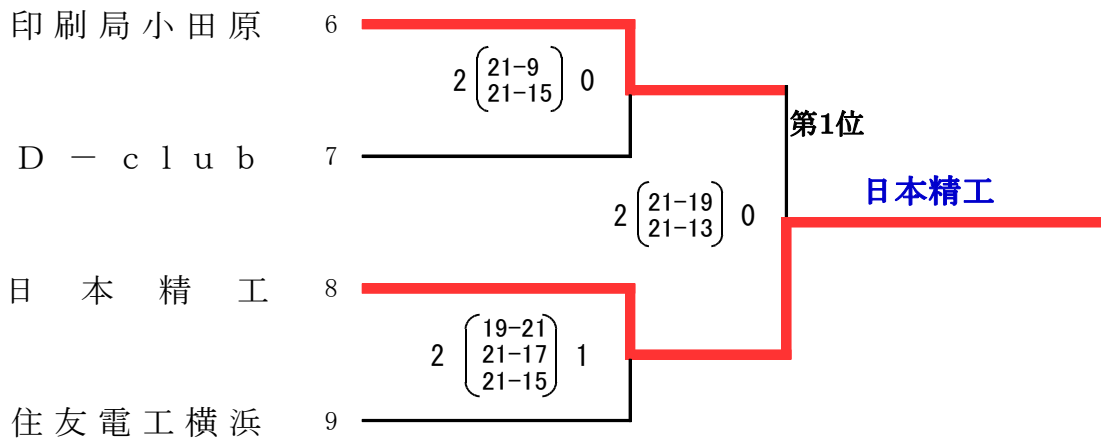 印刷局小田原 6
2 21-9 0
21-15
第1位
D－club 7
日本精工
2 21-19 0
21-13
日本精工 8
2 19-21 1
21-17
21-15
住友電工横浜 9